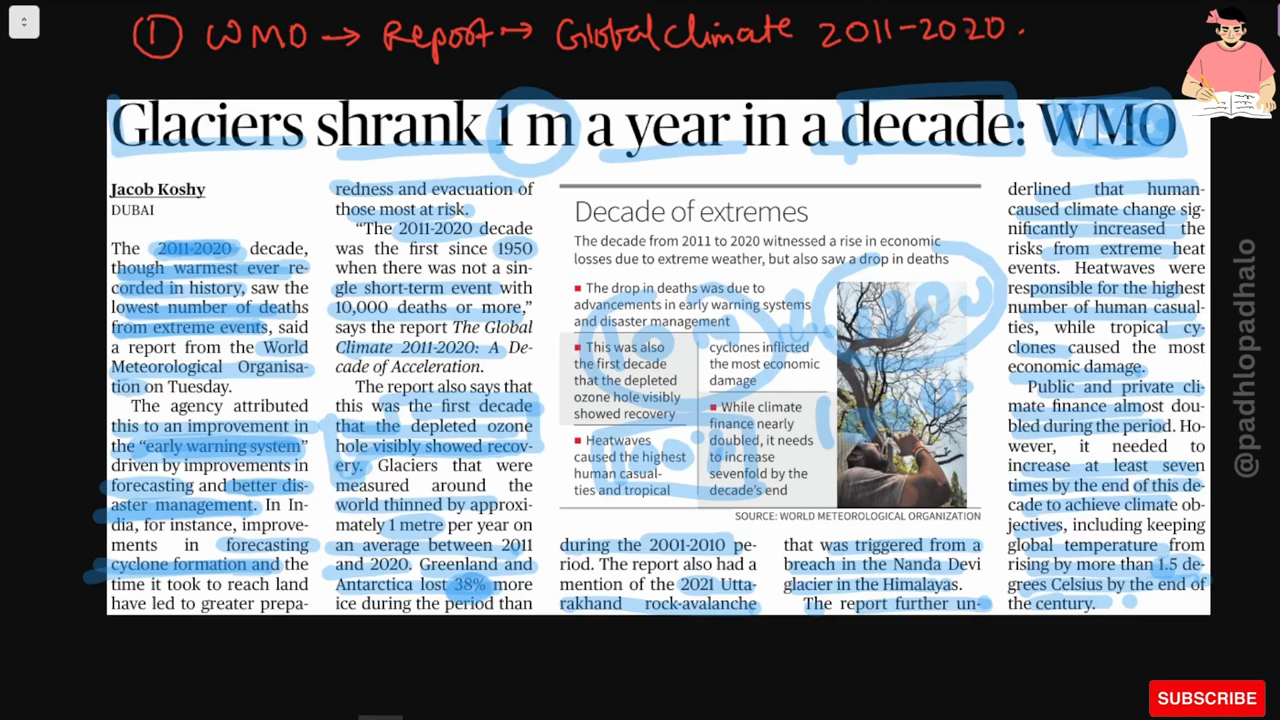 ① WMO → Report → Global Climate 2011-2020.
Glaciers shrank 1 m a year in a decade: WMO
Jacob Koshy
DUBAI
The 2011-2020 decade,
though warmest ever re-
corded in history, saw the
lowest number of deaths
from extreme events, said
a report from the World
Meteorological Organisa-
tion on Tuesday.
The agency attributed
this to an improvement in
the “early warning system”
driven by improvements in
forecasting and better dis-
aster management. In In-
dia, for instance, improve-
ments in forecasting
cyclone formation and the
time it took to reach land
have led to greater prepa-
redness and evacuation of
those most at risk.
“The 2011-2020 decade
was the first since 1950
when there was not a sin-
gle short-term event with
10,000 deaths or more,”
says the report The Global
Climate 2011-2020: A De-
cade of Acceleration.
The report also says that
this was the first decade
that the depleted ozone
hole visibly showed recov-
ery. Glaciers that were
measured around the
world thinned by approxi-
mately 1 metre per year on
an average between 2011
and 2020. Greenland and
Antarctica lost 38% more
ice during the period than
Decade of extremes
The decade from 2011 to 2020 witnessed a rise in economic
losses due to extreme weather, but also saw a drop in deaths
■ The drop in deaths was due to
advancements in early warning systems
and disaster management
■ This was also
the first decade
that the depleted
ozone hole visibly
showed recovery
■ Heatwaves
caused the highest
human casual-
ties and tropical
cyclones inflicted
the most economic
damage
■ While climate
finance nearly
doubled, it needs
to increase
sevenfold by the
decade’s end
SOURCE: WORLD METEOROLOGICAL ORGANIZATION
during the 2001-2010 pe-
riod. The report also had a
mention of the 2021 Utta-
rakhand rock-avalanche
that was triggered from a
breach in the Nanda Devi
glacier in the Himalayas.
The report further un-
derlined that human-
caused climate change sig-
nificantly increased the
risks from extreme heat
events. Heatwaves were
responsible for the highest
number of human casual-
ties, while tropical cy-
clones caused the most
economic damage.
Public and private cli-
mate finance almost dou-
bled during the period. Ho-
wever, it needed to
increase at least seven
times by the end of this de-
cade to achieve climate ob-
jectives, including keeping
global temperature from
rising by more than 1.5 de-
grees Celsius by the end of
the century.
@padhlopadhalo
SUBSCRIBE